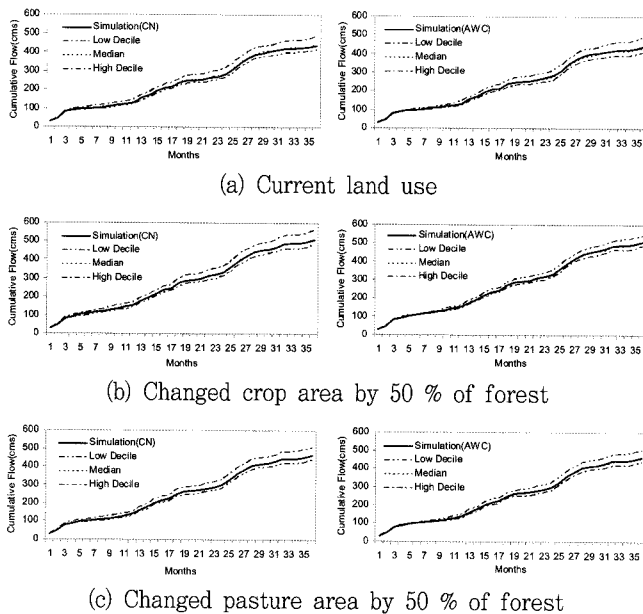 Cumulative Flow(cms)
600
500
400
300
200
100
0
Simulation(CN)
Low Decile
Median
High Decile
1 3 5 7 9 11 13 15 17 19 21 23 25 27 29 31 33 35
Months
Cumulative Flow(cms)
600
500
400
300
200
100
0
Simulation(AWC)
Low Decile
Median
High Decile
1 3 5 7 9 11 13 15 17 19 21 23 25 27 29 31 33 35
Months
(a) Current land use
Cumulative Flow(cms)
600
500
400
300
200
100
0
Simulation(CN)
Low Decile
Median
High Decile
1 3 5 7 9 11 13 15 17 19 21 23 25 27 29 31 33 35
Months
Cumulative Flow(cms)
600
500
400
300
200
100
0
Simulation(AWC)
Low Decile
Median
High Decile
1 3 5 7 9 11 13 15 17 19 21 23 25 27 29 31 33 35
Months
(b) Changed crop area by 50 % of forest
Cumulative Flow(cms)
600
500
400
300
200
100
0
Simulation(CN)
Low Decile
Median
High Decile
1 3 5 7 9 11 13 15 17 19 21 23 25 27 29 31 33 35
Months
Cumulative Flow(cms)
600
500
400
300
200
100
0
Simulation(AWC)
Low Decile
Median
High Decile
1 3 5 7 9 11 13 15 17 19 21 23 25 27 29 31 33 35
Months
(c) Changed pasture area by 50 % of forest